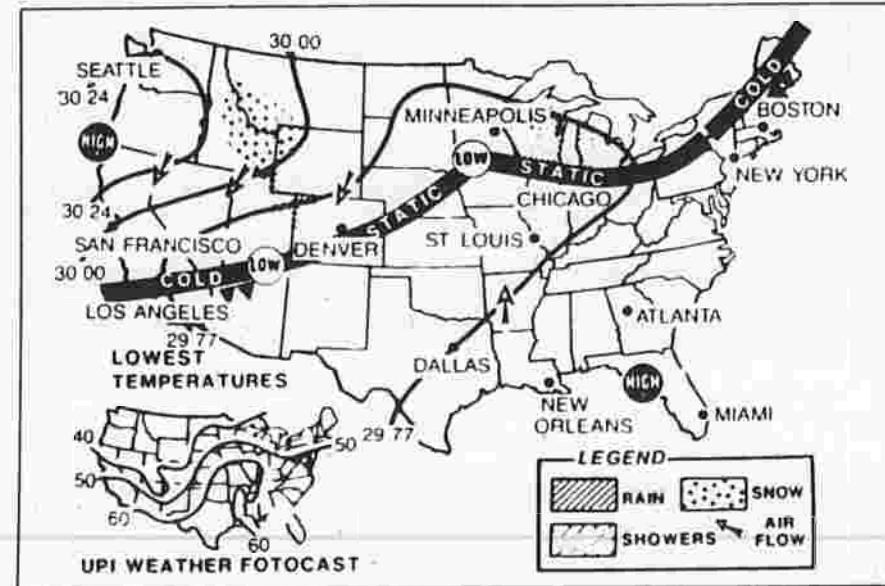 30 00
SEATTLE
30 24
HIGH
MINNEAPOLIS
COLD
BOSTON
LOW
STATIC
NEW YORK
CHICAGO
30 24
SAN FRANCISCO
STATIC
DENVER
ST LOUIS
30 00
COLD
LOW
LOS ANGELES
29 77
ATLANTA
LOWEST
TEMPERATURES
DALLAS
HIGH
NEW
ORLEANS
MIAMI
29 77
40
50
50
60
60
LEGEND
RAIN
SNOW
SHOWERS
AIR
FLOW
UPI WEATHER FOTOCAST